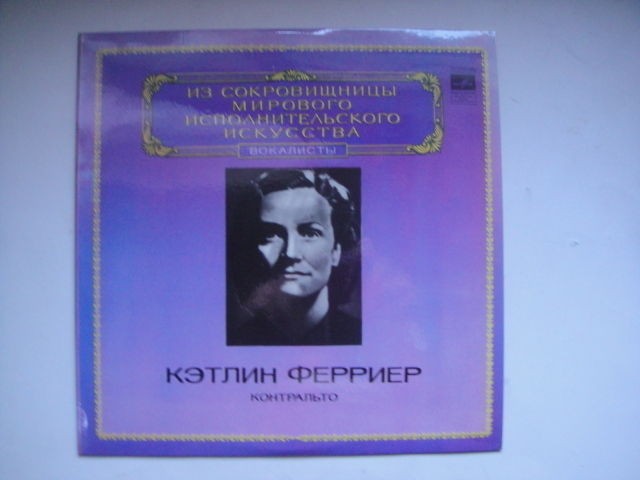 ИЗ СОКРОВИЩНИЦЫ
МИРОВОГО
ИСПОЛНИТЕЛЬСКОГО
ИСКУССТВА
ВОКАЛИСТЫ
КЭТЛИН ФЕРРИЕР
КОНТРАЛЬТО